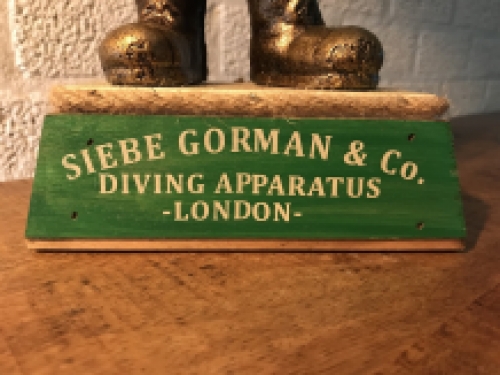 SIEBE GORMAN & Co.
DIVING APPARATUS
-LONDON-